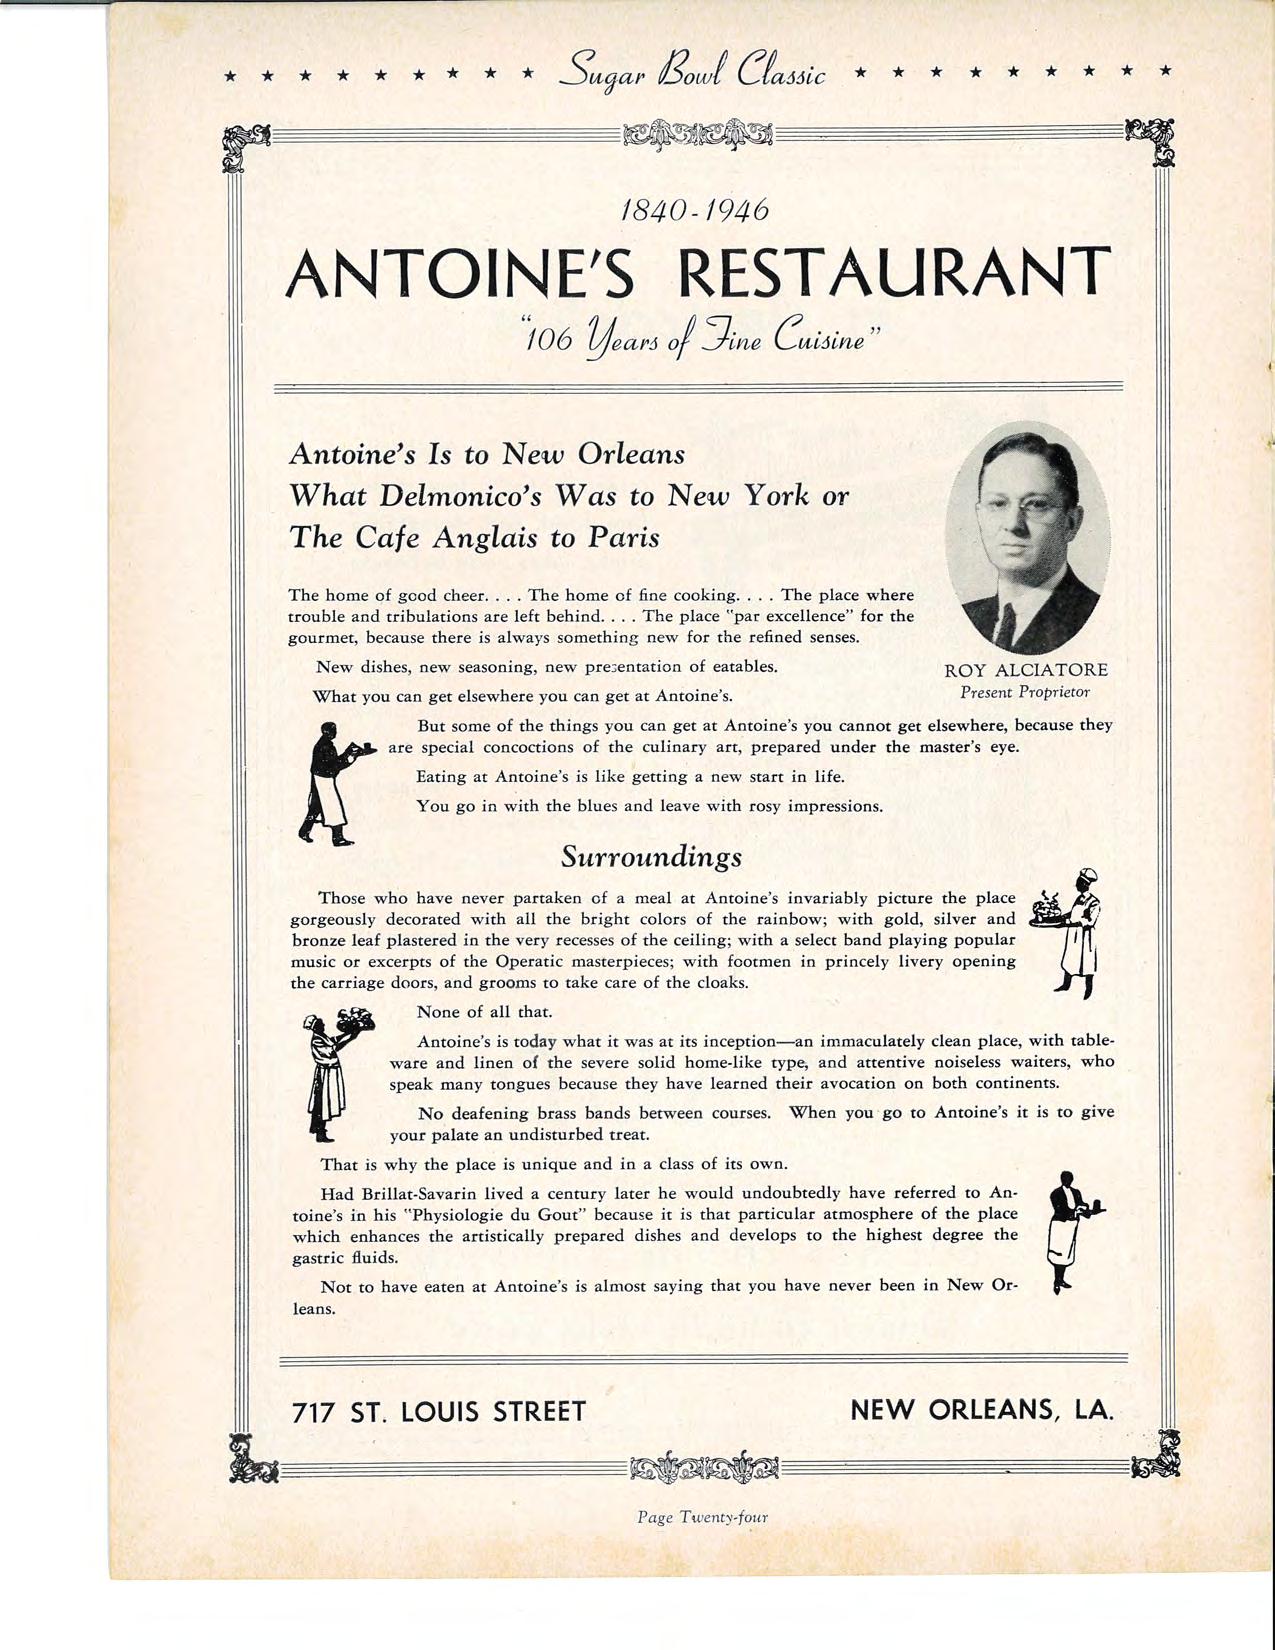 ★ ★ ★ ★ ★ ★ ★ ★ ★ Sugar Bowl Classic ★ ★ ★ ★ ★ ★ ★ ★ ★
1840-1946
ANTOINE'S RESTAURANT
"106 Years of Fine Cuisine"
Antoine's Is to New Orleans
What Delmonico's Was to New York or
The Cafe Anglais to Paris
The home of good cheer. . . . The home of fine cooking. . . . The place where
trouble and tribulations are left behind. . . . The place "par excellence" for the
gourmet, because there is always something new for the refined senses.
New dishes, new seasoning, new presentation of eatables.
What you can get elsewhere you can get at Antoine's.
ROY ALCIATORE
Present Proprietor
But some of the things you can get at Antoine's you cannot get elsewhere, because they
are special concoctions of the culinary art, prepared under the master's eye.
Eating at Antoine's is like getting a new start in life.
You go in with the blues and leave with rosy impressions.
Surroundings
Those who have never partaken of a meal at Antoine's invariably picture the place
gorgeously decorated with all the bright colors of the rainbow; with gold, silver and
bronze leaf plastered in the very recesses of the ceiling; with a select band playing popular
music or excerpts of the Operatic masterpieces; with footmen in princely livery opening
the carriage doors, and grooms to take care of the cloaks.
None of all that.
Antoine's is today what it was at its inception—an immaculately clean place, with table-
ware and linen of the severe solid home-like type, and attentive noiseless waiters, who
speak many tongues because they have learned their avocation on both continents.
No deafening brass bands between courses. When you go to Antoine's it is to give
your palate an undisturbed treat.
That is why the place is unique and in a class of its own.
Had Brillat-Savarin lived a century later he would undoubtedly have referred to An-
toine's in his "Physiologie du Gout" because it is that particular atmosphere of the place
which enhances the artistically prepared dishes and develops to the highest degree the
gastric fluids.
Not to have eaten at Antoine's is almost saying that you have never been in New Or-
leans.
717 ST. LOUIS STREET
NEW ORLEANS, LA.
Page Twenty-four